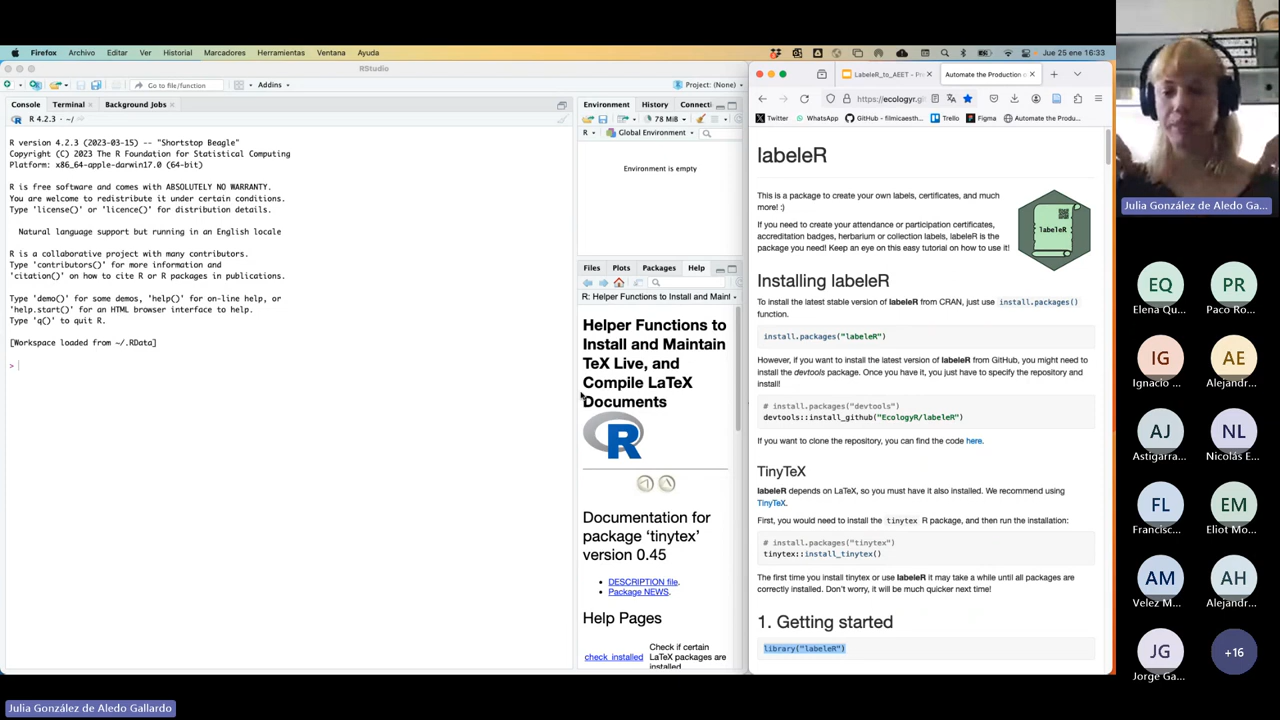 Firefox Archivo Editar Ver Historial Marcadores Herramientas Ventana Ayuda
Jue 25 ene 16:33
RStudio
Go to file/function
Addins
Project: (None)
Console Terminal Background Jobs
R 4.2.3 · ~/
R version 4.2.3 (2023-03-15) -- "Shortstop Beagle"
Copyright (C) 2023 The R Foundation for Statistical Computing
Platform: x86_64-apple-darwin17.0 (64-bit)
R is free software and comes with ABSOLUTELY NO WARRANTY.
You are welcome to redistribute it under certain conditions.
Type 'license()' or 'licence()' for distribution details.
Natural language support but running in an English locale
R is a collaborative project with many contributors.
Type 'contributors()' for more information and
'citation()' on how to cite R or R packages in publications.
Type 'demo()' for some demos, 'help()' for on-line help, or
'help.start()' for an HTML browser interface to help.
Type 'q()' to quit R.
[Workspace loaded from ~/.RData]
>
Environment History Connecti
78 MiB
R Global Environment
Environment is empty
Files Plots Packages Help
R: Helper Functions to Install and Maint
Helper Functions to
Install and Maintain
TeX Live, and
Compile LaTeX
Documents
R
Documentation for
package ‘tinytex’
version 0.45
DESCRIPTION file.
Package NEWS.
Help Pages
check_installed
Check if certain
LaTeX packages are
installed
LabeleR_to_AEET - Pr
Automate the Production o
https://ecologyr.gi
Twitter WhatsApp GitHub - filmicaesth... Trello Figma Automate the Produ...
labeleR
This is a package to create your own labels, certificates, and much
more! :)
If you need to create your attendance or participation certificates,
accreditation badges, herbarium or collection labels, labeleR is the
package you need! Keep an eye on this easy tutorial on how to use it!
labeleR
Installing labeleR
To install the latest stable version of labeleR from CRAN, just use install.packages()
function.
install.packages("labeleR")
However, if you want to install the latest version of labeleR from GitHub, you might need to
install the devtools package. Once you have it, you just have to specify the repository and
install!
# install.packages("devtools")
devtools::install_github("EcologyR/labeleR")
If you want to clone the repository, you can find the code here.
TinyTeX
labeleR depends on LaTeX, so you must have it also installed. We recommend using
TinyTeX.
First, you would need to install the tinytex R package, and then run the installation:
# install.packages("tinytex")
tinytex::install_tinytex()
The first time you install tinytex or use labeleR it may take a while until all packages are
correctly installed. Don't worry, it will be much quicker next time!
1. Getting started
library("labeleR")
Julia González de Aledo Ga...
EQ
Elena Qu...
PR
Paco Ro...
IG
Ignacio ...
AE
Alejandr...
AJ
Astigarra...
NL
Nicolás E...
FL
Francisc...
EM
Eliot Mo...
AM
Velez M...
AH
Alejandr...
JG
Jorge Ga...
+16
Julia González de Aledo Gallardo